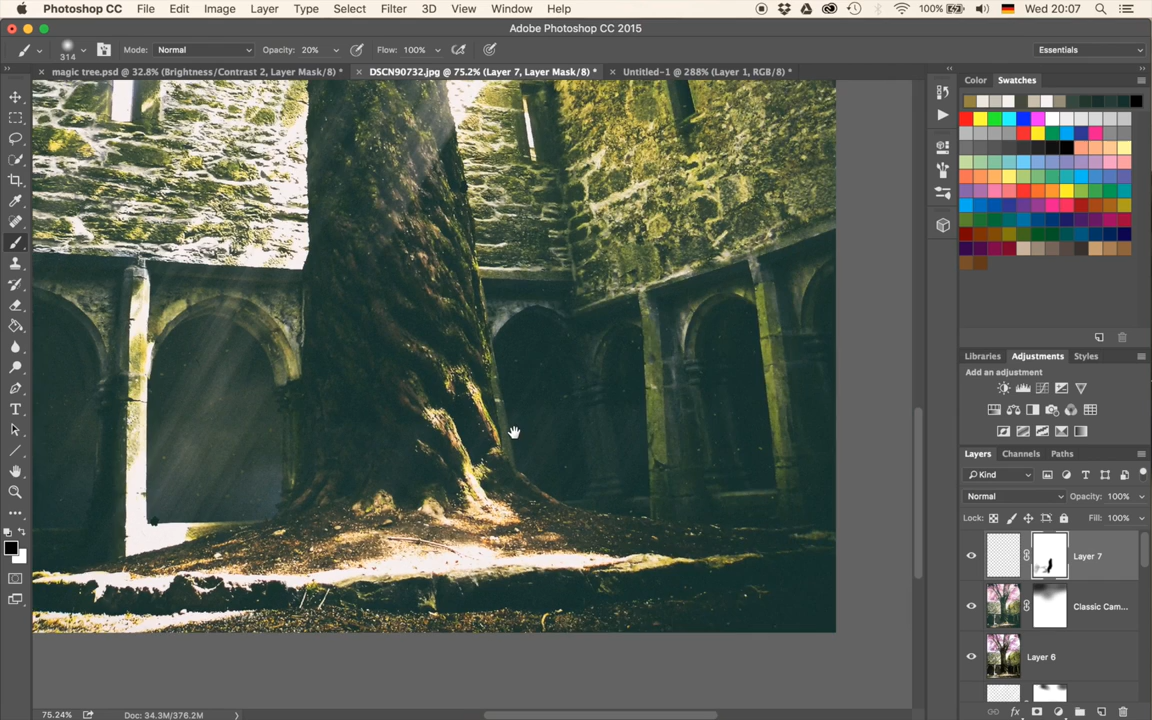 Photoshop CC File Edit Image Layer Type Select Filter 3D View Window Help 100% Wed 20:07
Adobe Photoshop CC 2015
314 Mode: Normal Opacity: 20% Flow: 100% Essentials
magic tree.psd @ 32.8% (Brightness/Contrast 2, Layer Mask/8) * DSCN90732.jpg @ 75.2% (Layer 7, Layer Mask/8) * Untitled-1 @ 288% (Layer 1, RGB/8) *
Color Swatches
Libraries Adjustments Styles
Add an adjustment
Layers Channels Paths
Kind
Normal Opacity: 100%
Lock: Fill: 100%
Layer 7
Classic Cam...
Layer 6
fx
75.24% Doc: 34.3M/376.2M